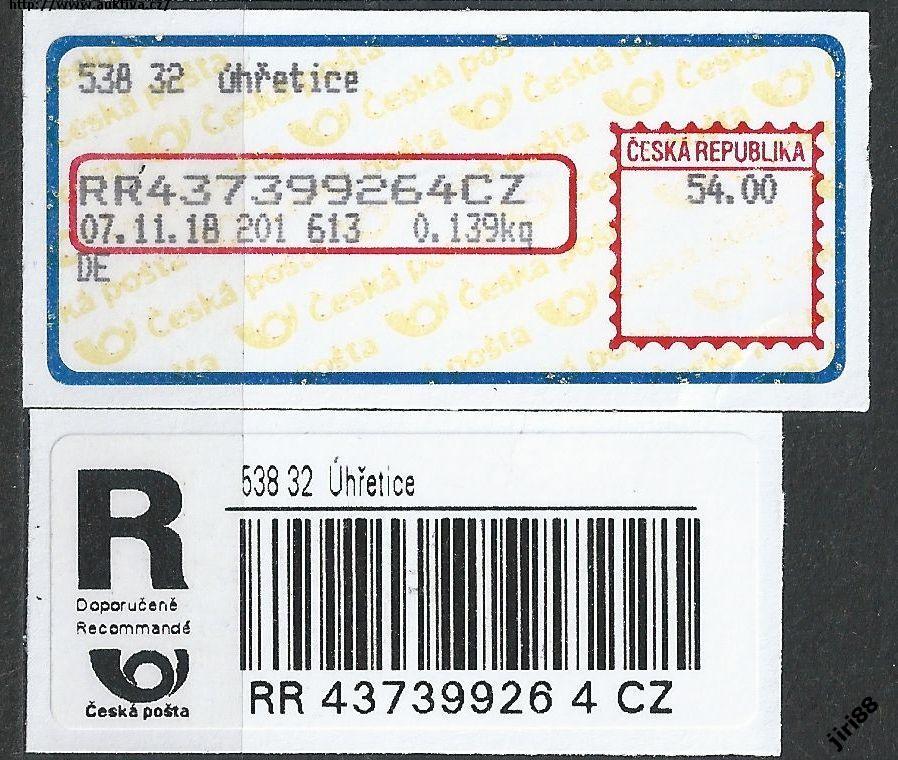 http://www.auktiva.cz/
538 32 Úhřetice
ČESKÁ REPUBLIKA
54.00
RR437399264CZ
07.11.18 201 613 0.139kg
DE
538 32 Úhřetice
R
Doporučeně
Recommandé
Česká pošta
RR 43739926 4 CZ
jiri88